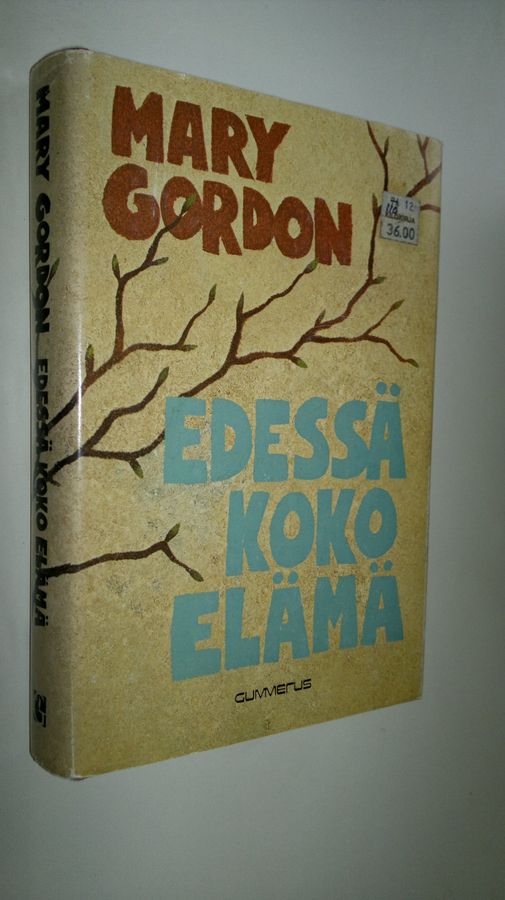 MARY
GORDON
36.00
EDESSÄ
KOKO
ELÄMÄ
GUMMERUS
MARY GORDON EDESSÄ KOKO ELÄMÄ